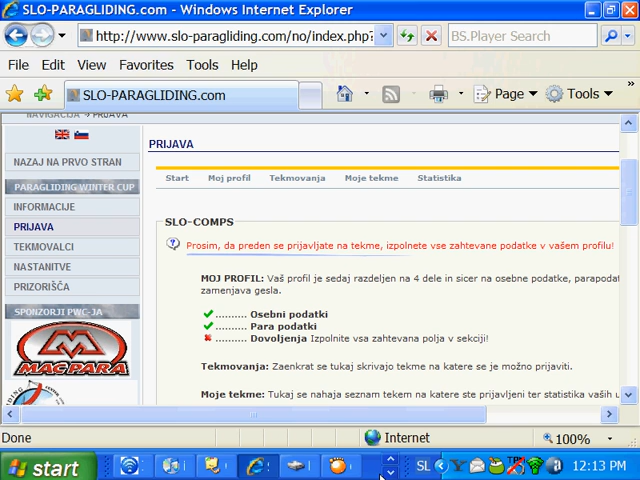 SLO-PARAGLIDING.com - Windows Internet Explorer
http://www.slo-paragliding.com/no/index.php?
BS.Player Search
File Edit View Favorites Tools Help
SLO-PARAGLIDING.com
Page Tools
NAVIGACIJA -> PRIJAVA
NAZAJ NA PRVO STRAN
PARAGLIDING WINTER CUP
INFORMACIJE
PRIJAVA
TEKMOVALCI
NASTANITVE
PRIZORIŠČA
SPONZORJI PWC-JA
MAC PARA
PRIJAVA
Start Moj profil Tekmovanja Moje tekme Statistika
SLO-COMPS
Prosim, da preden se prijavljate na tekme, izpolnite vse zahtevane podatke v vašem profilu!
MOJ PROFIL: Vaš profil je sedaj razdeljen na 4 dele in sicer na osebne podatke, parapodat
zamenjava gesla.
.......... Osebni podatki
.......... Para podatki
.......... Dovoljenja Izpolnite vsa zahtevana polja v sekciji!
Tekmovanja: Zaenkrat se tukaj skrivajo tekme na katere se je možno prijaviti.
Moje tekme: Tukaj se nahaja seznam tekem na katere ste prijavljeni ter statistika vaših u
Done
Internet
100%
start
SL
12:13 PM